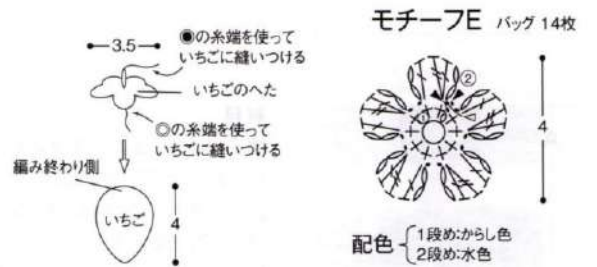 3.5
◉の糸端を使って
いちごに縫いつける
いちごのへた
◎の糸端を使って
いちごに縫いつける
編み終わり側
いちご
4
モチーフE バッグ 14枚
②
4
配色
1段め:からし色
2段め:水色